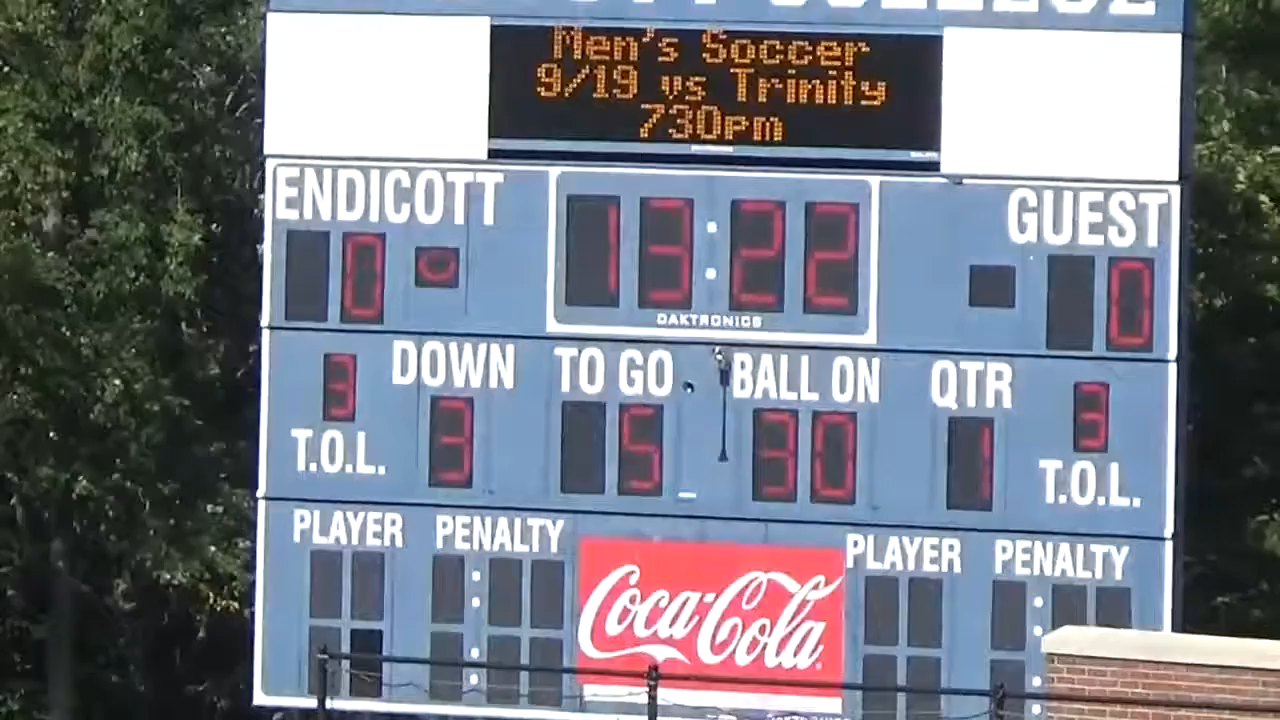 COLLEGE
Men's Soccer
9/19 vs Trinity
730pm
ENDICOTT 13:22 GUEST
0 0
DAKTRONICS
3 DOWN TO GO BALL ON QTR 3
T.O.L. 3 5 30 1 T.O.L.
PLAYER PENALTY PLAYER PENALTY
Coca-Cola